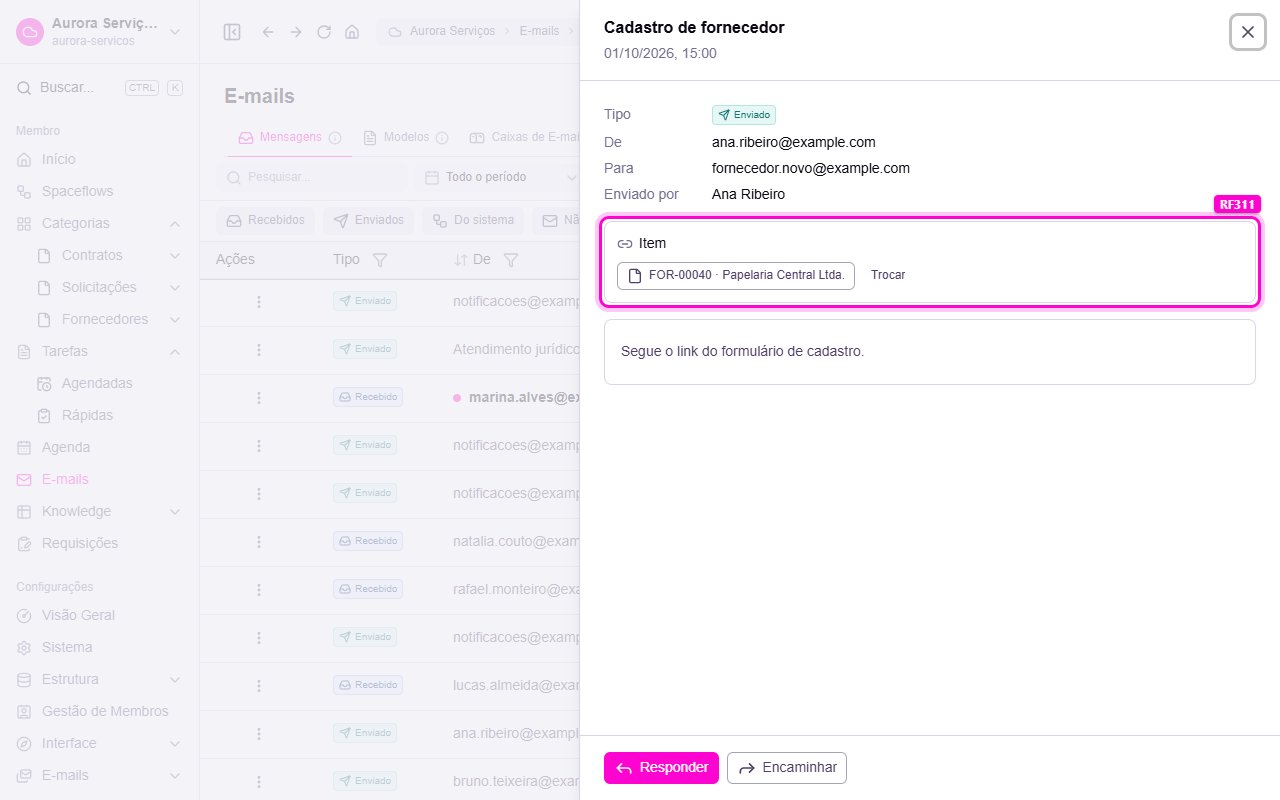 Aurora Serviç...
aurora-servicos
Buscar...
CTRL K
Membro
Início
Spaceflows
Categorias
Contratos
Solicitações
Fornecedores
Tarefas
Agendadas
Rápidas
Agenda
E-mails
Knowledge
Requisições
Configurações
Visão Geral
Sistema
Estrutura
Gestão de Membros
Interface
E-mails
Aurora Serviços > E-mails >
E-mails
Mensagens
Modelos
Caixas de E-mai
Pesquisar...
Todo o período
Recebidos
Enviados
Do sistema
Nã
Ações
Tipo
De
Enviado notificacoes@examp
Enviado Atendimento jurídico
Recebido marina.alves@ex
Enviado notificacoes@examp
Enviado notificacoes@examp
Recebido natalia.couto@exam
Recebido rafael.monteiro@exa
Enviado notificacoes@examp
Recebido lucas.almeida@exam
Enviado ana.ribeiro@exampl
Enviado bruno.teixeira@exam
Cadastro de fornecedor
01/10/2026, 15:00
Tipo Enviado
De ana.ribeiro@example.com
Para fornecedor.novo@example.com
Enviado por Ana Ribeiro
RF311
Item
FOR-00040 · Papelaria Central Ltda. Trocar
Segue o link do formulário de cadastro.
Responder
Encaminhar